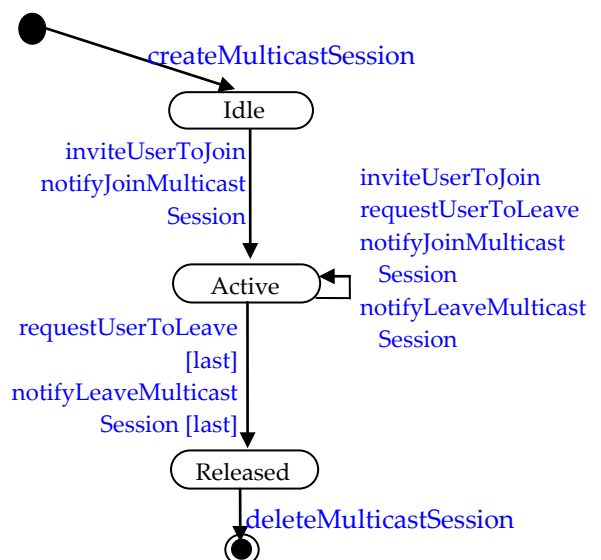 createMulticastSession
Idle
inviteUserToJoin
notifyJoinMulticast
Session
inviteUserToJoin
requestUserToLeave
notifyJoinMulticast
Session
notifyLeaveMulticast
Session
Active
requestUserToLeave
[last]
notifyLeaveMulticast
Session [last]
Released
deleteMulticastSession